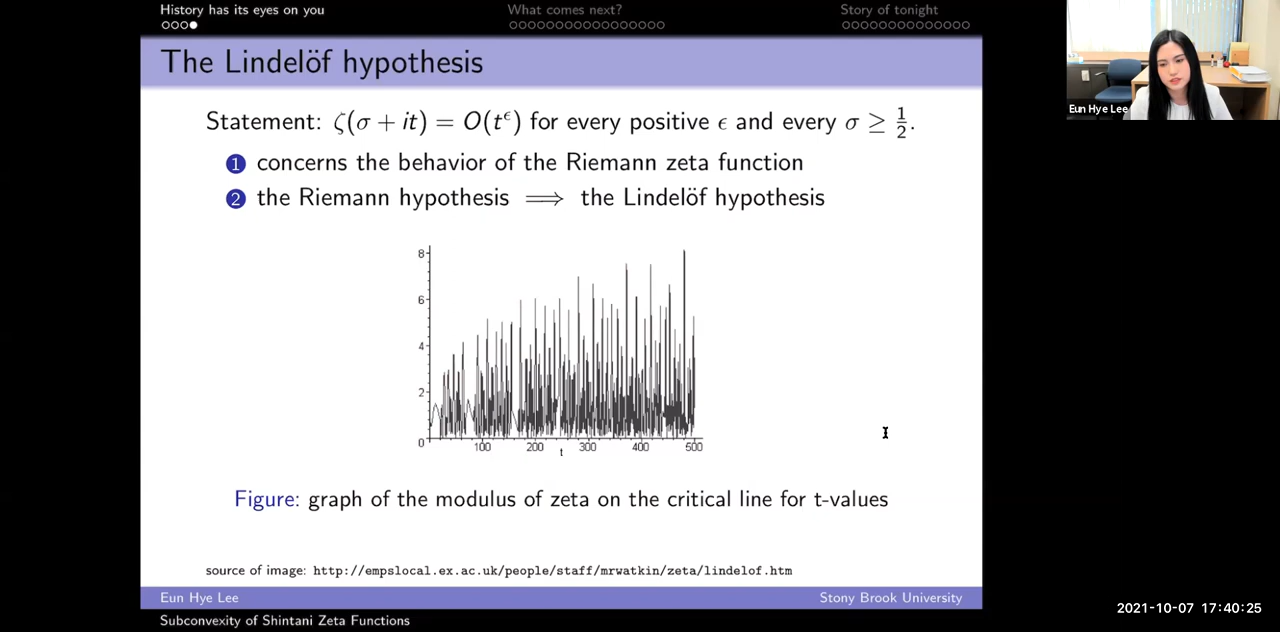 History has its eyes on you
What comes next?
Story of tonight
The Lindelöf hypothesis
Statement: ζ(σ + it) = O(t^ϵ) for every positive ϵ and every σ ≥ 1/2.
1 concerns the behavior of the Riemann zeta function
2 the Riemann hypothesis ⟹ the Lindelöf hypothesis
8
6
4
2
0
100 200 300 400 500
t
Figure: graph of the modulus of zeta on the critical line for t-values
source of image: http://empslocal.ex.ac.uk/people/staff/mrwatkin/zeta/lindelof.htm
Eun Hye Lee
Stony Brook University
Subconvexity of Shintani Zeta Functions
Eun Hye Lee
2021-10-07 17:40:25